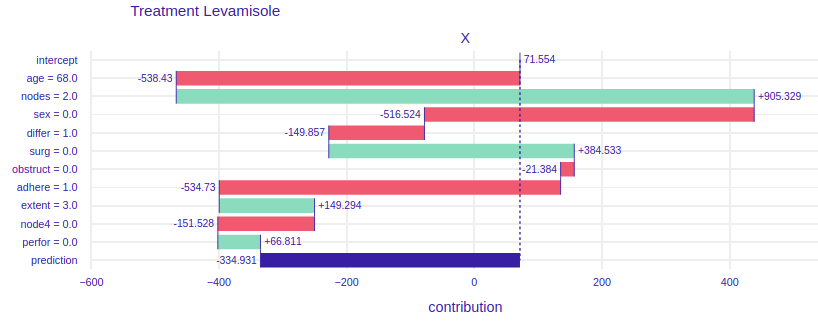 Treatment Levamisole
X
intercept 71.554
age = 68.0 -538.43
nodes = 2.0 +905.329
sex = 0.0 -516.524
differ = 1.0 -149.857
surg = 0.0 +384.533
obstruct = 0.0 -21.384
adhere = 1.0 -534.73
extent = 3.0 +149.294
node4 = 0.0 -151.528
perfor = 0.0 +66.811
prediction -334.931
−600 −400 −200 0 200 400
contribution